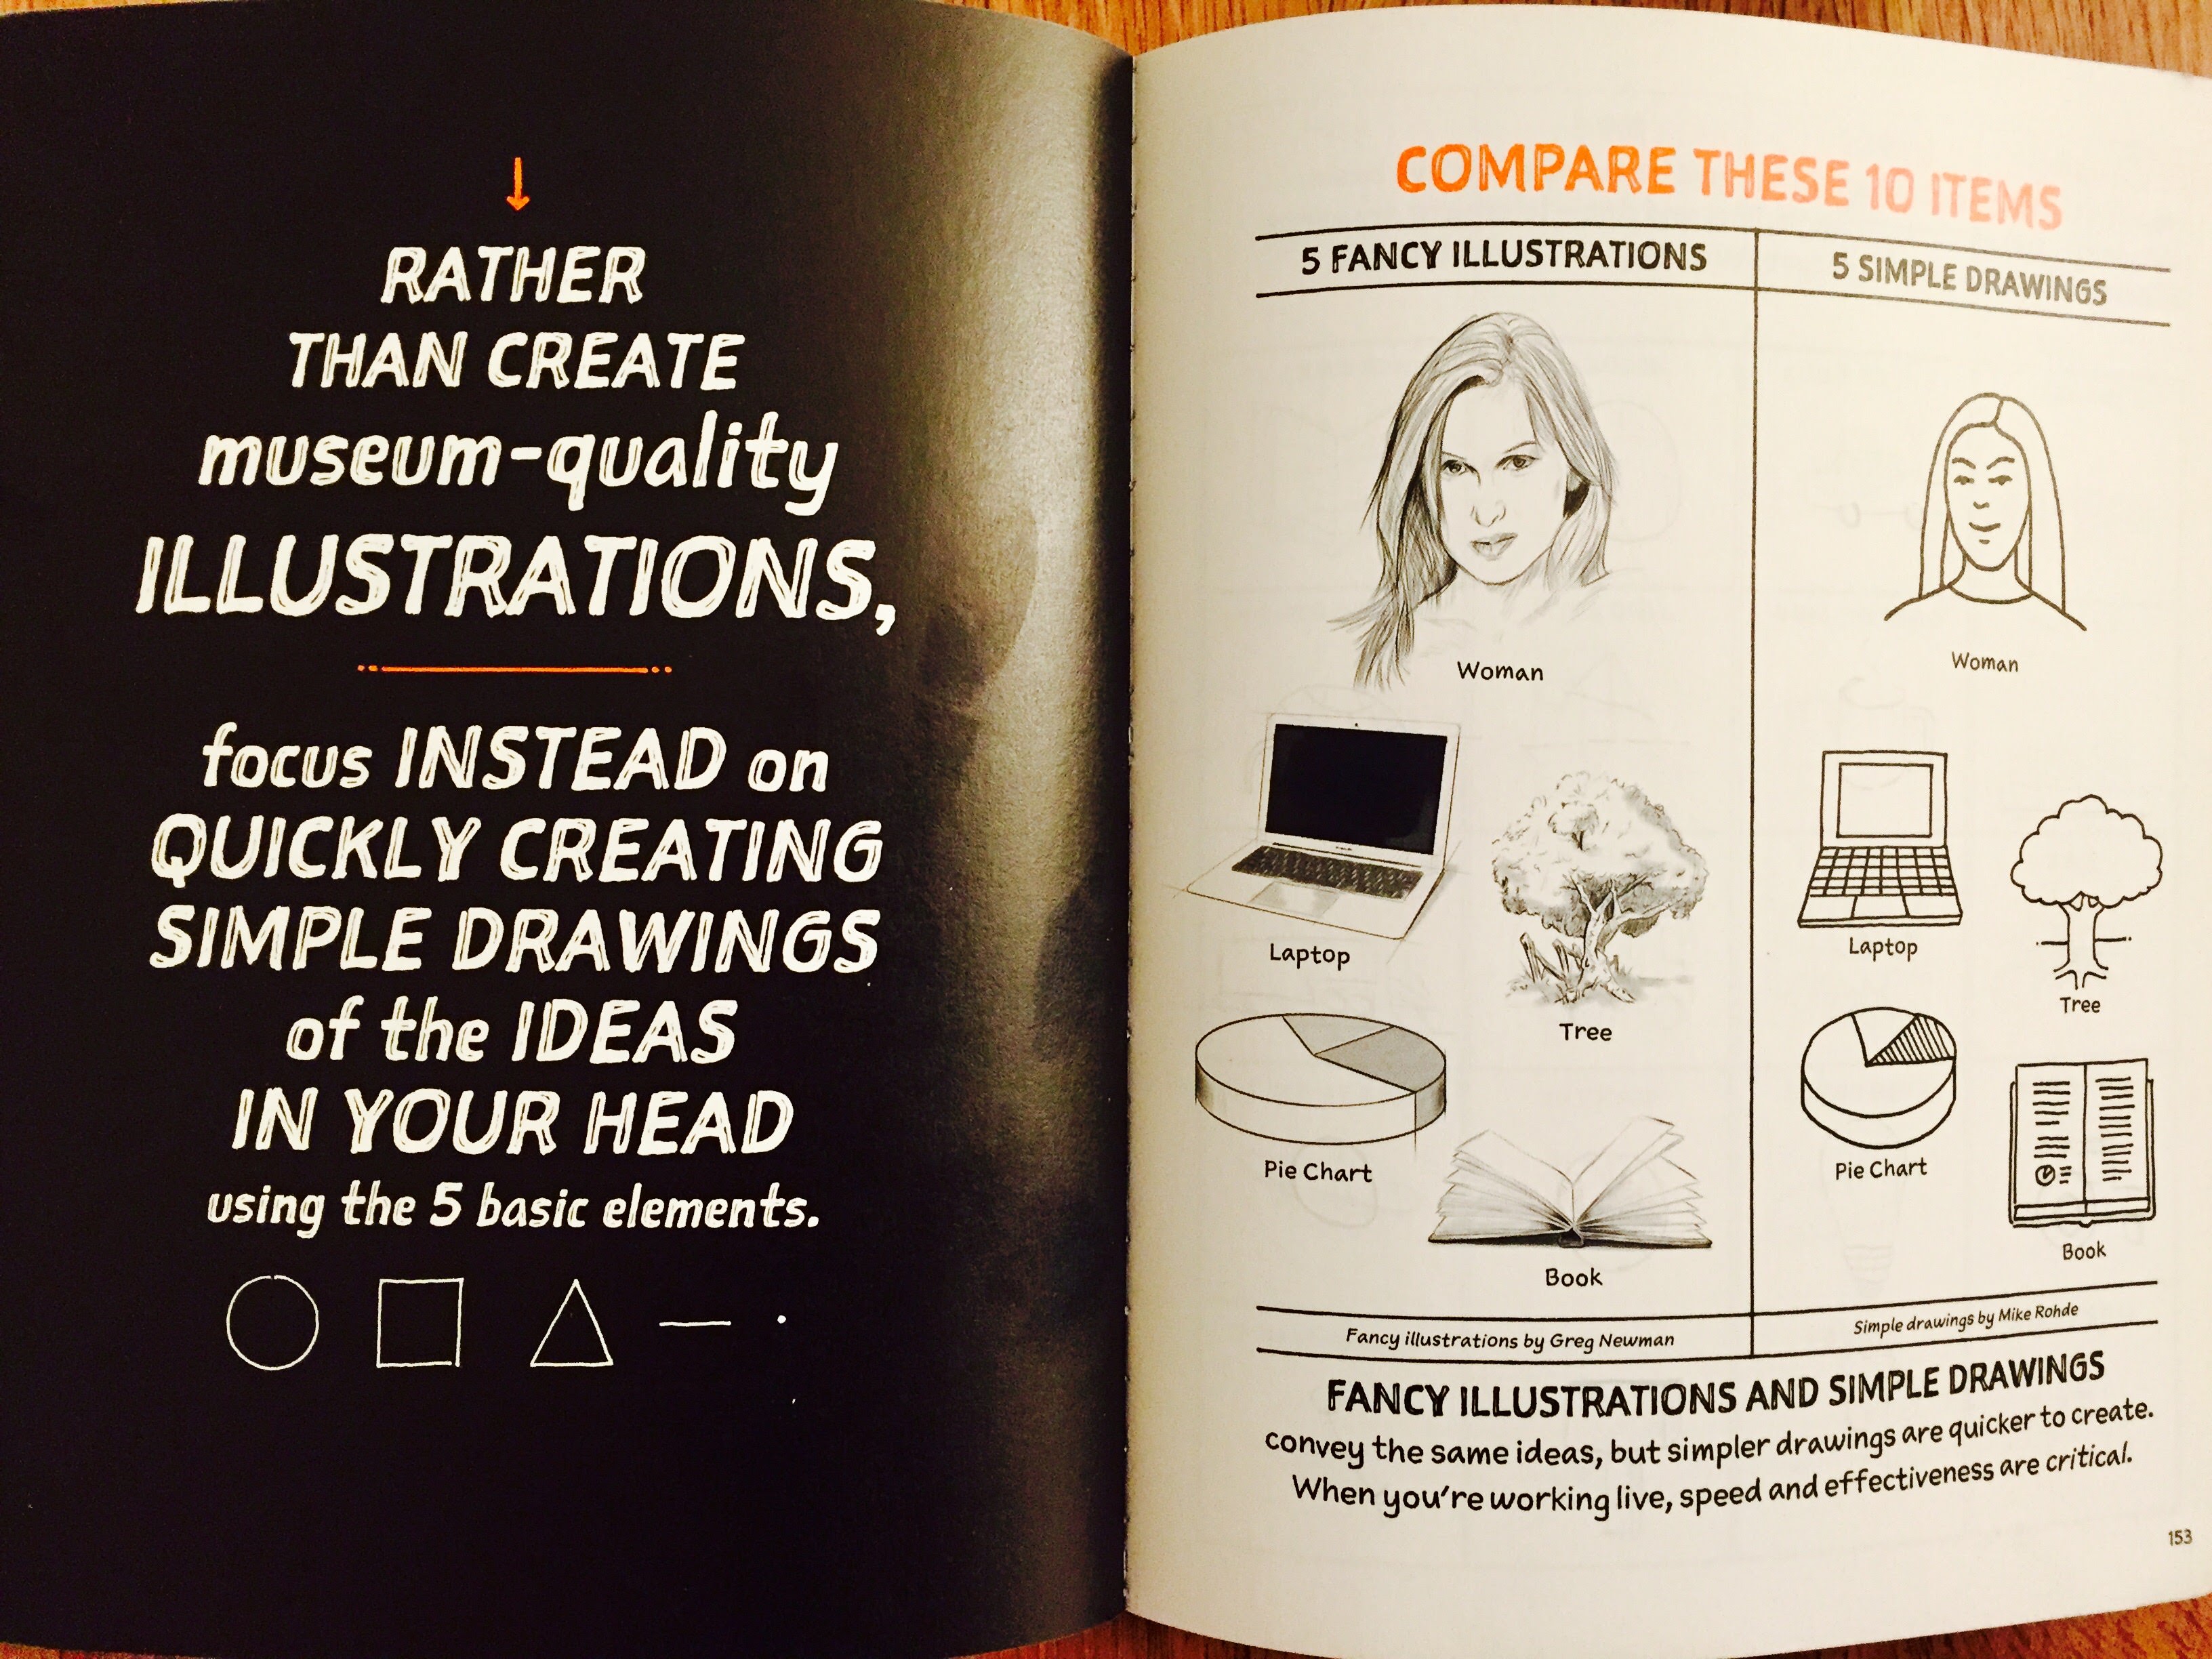 RATHER
THAN CREATE
museum-quality
ILLUSTRATIONS,
focus INSTEAD on
QUICKLY CREATING
SIMPLE DRAWINGS
of the IDEAS
IN YOUR HEAD
using the 5 basic elements.
COMPARE THESE 10 ITEMS
5 FANCY ILLUSTRATIONS
5 SIMPLE DRAWINGS
Woman
Laptop
Tree
Pie Chart
Book
Fancy illustrations by Greg Newman
Woman
Laptop
Tree
Pie Chart
Book
Simple drawings by Mike Rohde
FANCY ILLUSTRATIONS AND SIMPLE DRAWINGS
convey the same ideas, but simpler drawings are quicker to create.
When you're working live, speed and effectiveness are critical.
153